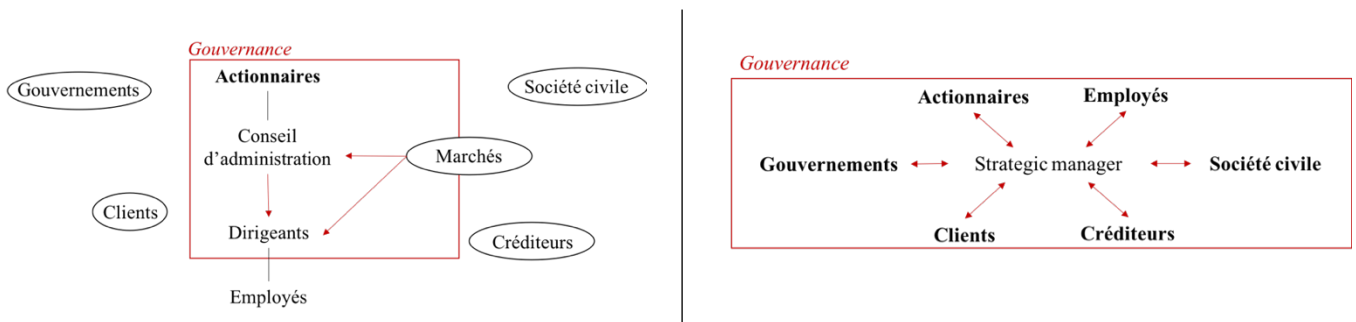 Gouvernance
Actionnaires
Gouvernements
Société civile
Conseil
d’administration
Marchés
Clients
Dirigeants
Créditeurs
Employés
Gouvernance
Actionnaires
Employés
Gouvernements
Strategic manager
Société civile
Clients
Créditeurs